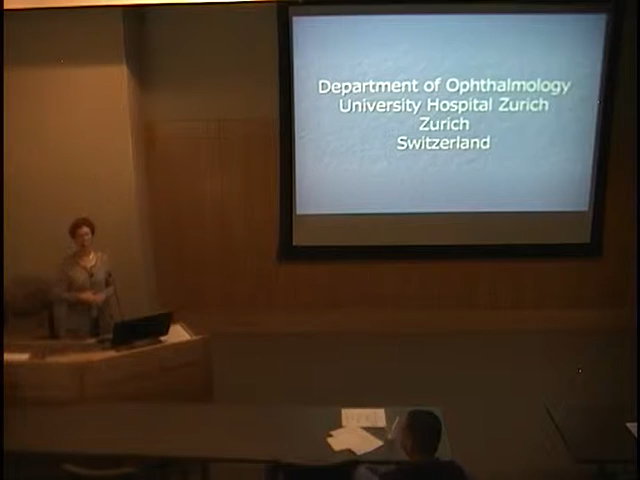 Department of Ophthalmology
University Hospital Zurich
Zurich
Switzerland